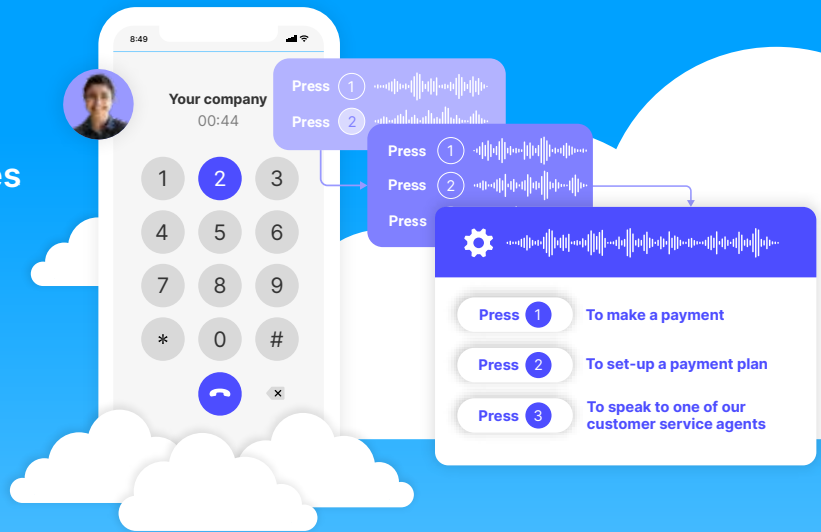 8:49
es
Your company
00:44
1 2 3
4 5 6
7 8 9
* 0 #
Press 1
Press 2
Press 1
Press 2
Press
Press 1 To make a payment
Press 2 To set-up a payment plan
Press 3 To speak to one of our
customer service agents